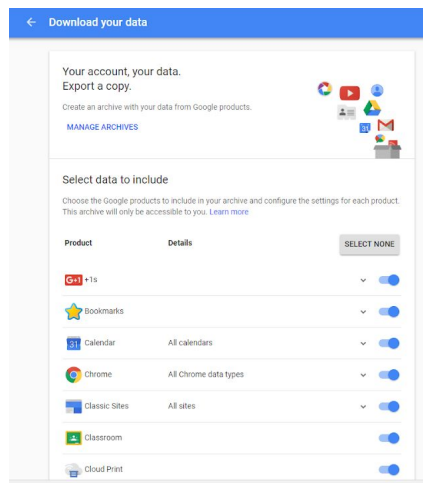 Download your data
Your account, your data.
Export a copy.
Create an archive with your data from Google products.
MANAGE ARCHIVES
31
Select data to include
Choose the Google products to include in your archive and configure the settings for each product.
This archive will only be accessible to you. Learn more
Product Details SELECT NONE
G+1 +1s
Bookmarks
31 Calendar All calendars
Chrome All Chrome data types
Classic Sites All sites
Classroom
Cloud Print